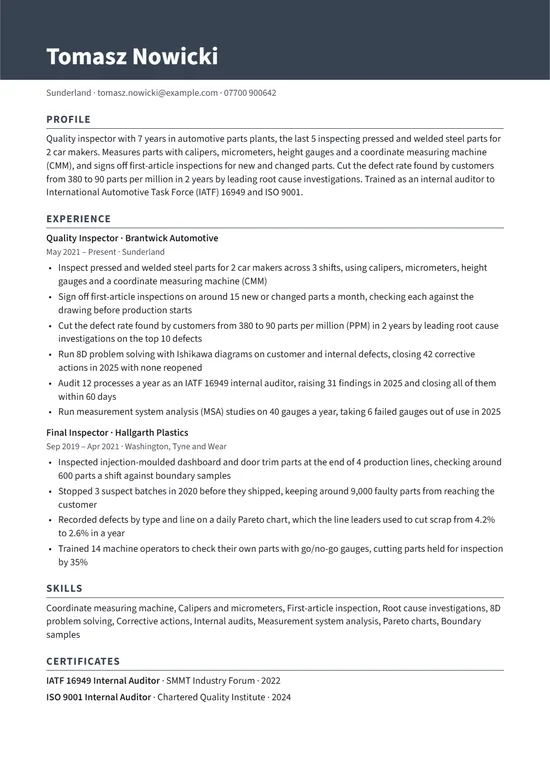 Tomasz Nowicki
Sunderland · tomasz.nowicki@example.com · 07700 900642
PROFILE
Quality inspector with 7 years in automotive parts plants, the last 5 inspecting pressed and welded steel parts for
2 car makers. Measures parts with calipers, micrometers, height gauges and a coordinate measuring machine
(CMM), and signs off first-article inspections for new and changed parts. Cut the defect rate found by customers
from 380 to 90 parts per million in 2 years by leading root cause investigations. Trained as an internal auditor to
International Automotive Task Force (IATF) 16949 and ISO 9001.
EXPERIENCE
Quality Inspector · Brantwick Automotive
May 2021 – Present · Sunderland
• Inspect pressed and welded steel parts for 2 car makers across 3 shifts, using calipers, micrometers, height
gauges and a coordinate measuring machine (CMM)
• Sign off first-article inspections on around 15 new or changed parts a month, checking each against the
drawing before production starts
• Cut the defect rate found by customers from 380 to 90 parts per million (PPM) in 2 years by leading root cause
investigations on the top 10 defects
• Run 8D problem solving with Ishikawa diagrams on customer and internal defects, closing 42 corrective
actions in 2025 with none reopened
• Audit 12 processes a year as an IATF 16949 internal auditor, raising 31 findings in 2025 and closing all of them
within 60 days
• Run measurement system analysis (MSA) studies on 40 gauges a year, taking 6 failed gauges out of use in 2025
Final Inspector · Hallgarth Plastics
Sep 2019 – Apr 2021 · Washington, Tyne and Wear
• Inspected injection-moulded dashboard and door trim parts at the end of 4 production lines, checking around
600 parts a shift against boundary samples
• Stopped 3 suspect batches in 2020 before they shipped, keeping around 9,000 faulty parts from reaching the
customer
• Recorded defects by type and line on a daily Pareto chart, which the line leaders used to cut scrap from 4.2%
to 2.6% in a year
• Trained 14 machine operators to check their own parts with go/no-go gauges, cutting parts held for inspection
by 35%
SKILLS
Coordinate measuring machine, Calipers and micrometers, First-article inspection, Root cause investigations, 8D
problem solving, Corrective actions, Internal audits, Measurement system analysis, Pareto charts, Boundary
samples
CERTIFICATES
IATF 16949 Internal Auditor · SMMT Industry Forum · 2022
ISO 9001 Internal Auditor · Chartered Quality Institute · 2024